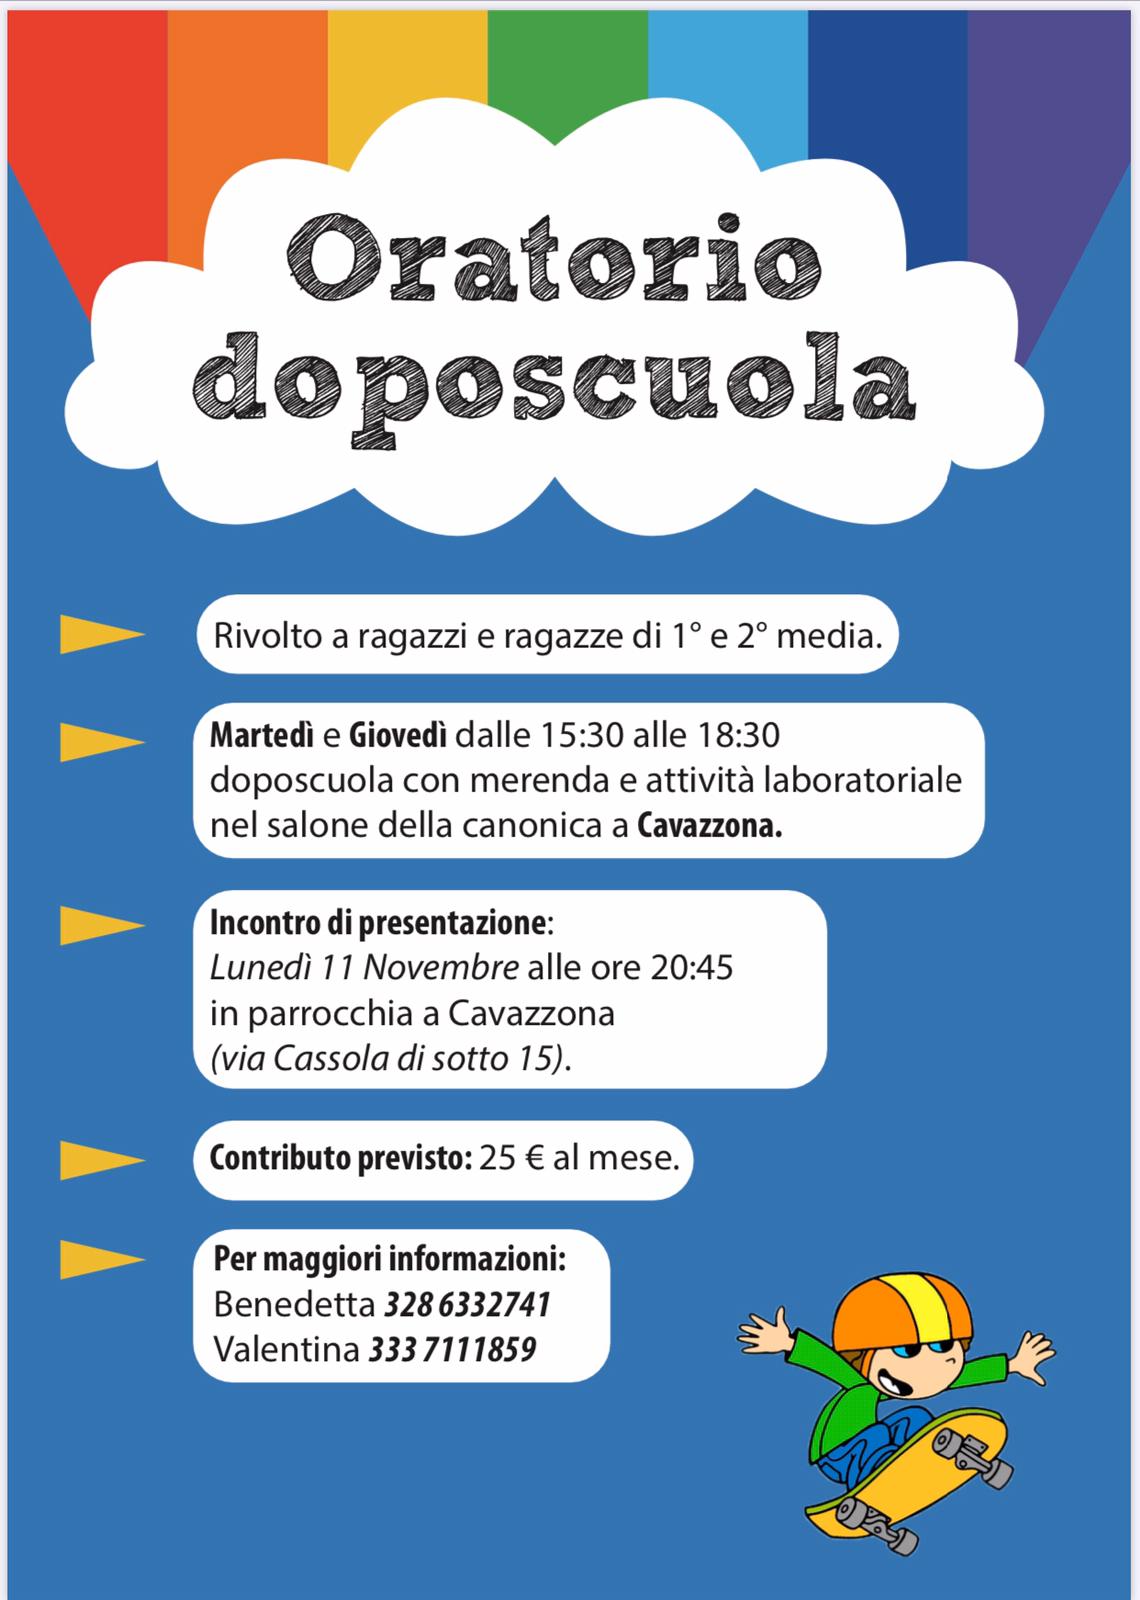 Oratorio
doposcuola
Rivolto a ragazzi e ragazze di 1° e 2° media.
Martedì e Giovedì dalle 15:30 alle 18:30
doposcuola con merenda e attività laboratoriale
nel salone della canonica a Cavazzona.
Incontro di presentazione:
Lunedì 11 Novembre alle ore 20:45
in parrocchia a Cavazzona
(via Cassola di sotto 15).
Contributo previsto: 25 € al mese.
Per maggiori informazioni:
Benedetta 328 6332741
Valentina 333 7111859